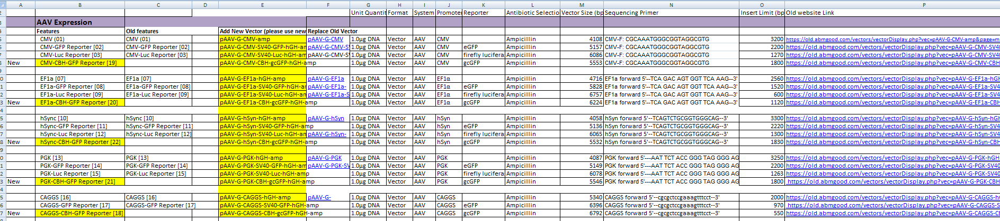 A B C D E F G H I J K L M N O P
2 Unit Quantit Format System Promoter Reporter Antibiotic Selectio Vector Size (bp Sequencing Primer Insert Limit (bp Old website Link
3 AAV Expression
4 Features Old features Add New Vector (please use new Replace Old Vector
5 CMV (01) CMV (01) pAAV-G-CMV-amp pAAV-G-CMV 1.0µg DNA Vector AAV CMV Ampicillin 4108 CMV-F: CGCAAATGGGCGGTAGGCGTG 3200 https://old.abmgood.com/vectors/vectorDisplay.php?vec=pAAV-G-CMV-amp&page=m
6 CMV-GFP Reporter [02] CMV-GFP Reporter [02] pAAV-G-CMV-SV40-GFP-hGH-am pAAV-G-CMV-S 1.0µg DNA Vector AAV CMV eGFP Ampicillin 5157 CMV-F: CGCAAATGGGCGGTAGGCGTG 2200 https://old.abmgood.com/vectors/vectorDisplay.php?vec=pAAV-G-CMV-SV40
7 CMV-Luc Reporter [03] CMV-Luc Reporter [03] pAAV-G-CMV-SV40-Luc-hGH-am pAAV-G-CMV-SV 1.0µg DNA Vector AAV CMV firefly lucifera Ampicillin 6086 CMV-F: CGCAAATGGGCGGTAGGCGTG 1270 https://old.abmgood.com/vectors/vectorDisplay.php?vec=pAAV-G-CMV-SV40
8 New CMV-CBH-GFP Reporter [19] pAAV-G-CMV-CBH-gcGFP-hGH-amp 1.0µg DNA Vector AAV CMV gcGFP Ampicillin 5553 CMV-F: CGCAAATGGGCGGTAGGCGTG 1800 https://old.abmgood.com/vectors/vectorDisplay.php?vec=pAAV-G-CMV-CBH
9
0 EF1a [07] EF1a [07] pAAV-G-EF1a-hGH-amp pAAV-G-EF1a 1.0µg DNA Vector AAV EF1α Ampicillin 4716 EF1a forward 5'--TCA GAC AGT GGT TCA AAG--3' 2560 https://old.abmgood.com/vectors/vectorDisplay.php?vec=pAAV-G-EF1a-hGH
1 EF1a-GFP Reporter [08] EF1a-GFP Reporter [08] pAAV-G-EF1a-SV40-GFP-hGH-an pAAV-G-EF1a- 1.0µg DNA Vector AAV EF1α eGFP Ampicillin 5828 EF1a forward 5'--TCA GAC AGT GGT TCA AAG--3' 1520 https://old.abmgood.com/vectors/vectorDisplay.php?vec=pAAV-G-EF1a-SV4
2 EF1a-Luc Reporter [09] EF1a-Luc Reporter [09] pAAV-G-EF1a-SV40-Luc-hGH-am pAAV-G-EF1a-S 1.0µg DNA Vector AAV EF1α firefly lucifera Ampicillin 6757 EF1a forward 5'--TCA GAC AGT GGT TCA AAG--3' 600 https://old.abmgood.com/vectors/vectorDisplay.php?vec=pAAV-G-EF1a-SV4
3 New EF1a-CBH-GFP Reporter [20] pAAV-G-EF1a-CBH-gcGFP-hGH-amp 1.0µg DNA Vector AAV EF1α gcGFP Ampicillin 6224 EF1a forward 5'--TCA GAC AGT GGT TCA AAG--3' 1120 https://old.abmgood.com/vectors/vectorDisplay.php?vec=pAAV-G-EF1a-CBH
4
5 hSync [10] hSync [10] pAAV-G-hSyn-hGH-amp pAAV-G-hSyn 1.0µg DNA Vector AAV hSyn Ampicillin 4058 hSyn forward 5'--TCAGTCTGCGGTGGGCAG--3' 3300 https://old.abmgood.com/vectors/vectorDisplay.php?vec=pAAV-G-hSyn-hGH
6 hSync-GFP Reporter [11] hSync-GFP Reporter [11] pAAV-G-hSyn-SV40-GFP-hGH-amp 1.0µg DNA Vector AAV hSyn eGFP Ampicillin 5136 hSyn forward 5'--TCAGTCTGCGGTGGGCAG--3' 2220 https://old.abmgood.com/vectors/vectorDisplay.php?vec=pAAV-G-hSyn-SV4
7 hSync-Luc Reporter [12] hSync-Luc Reporter [12] pAAV-G-hSyn-SV40-Luc-hGH-am pAAV-G-hSyn- 1.0µg DNA Vector AAV hSyn firefly lucifera Ampicillin 6065 hSyn forward 5'--TCAGTCTGCGGTGGGCAG--3' 1300 https://old.abmgood.com/vectors/vectorDisplay.php?vec=pAAV-G-hSyn-SV4
8 New hSync-CBH-GFP Reporter [22] pAAV-G-hSyn-CBH-gcGFP-hGH-amp 1.0µg DNA Vector AAV hSyn gcGFP Ampicillin 5532 hSyn forward 5'--TCAGTCTGCGGTGGGCAG--3' 1830 https://old.abmgood.com/vectors/vectorDisplay.php?vec=pAAV-G-hSyn-CBH
9
0 PGK [13] PGK [13] pAAV-G-PGK-hGH-amp pAAV-G-PGK 1.0µg DNA Vector AAV PGK Ampicillin 4087 PGK forward 5'---AAT TCT ACC GGG TAG GGG AG 3250 https://old.abmgood.com/vectors/vectorDisplay.php?vec=pAAV-G-PGK-hGH-
1 PGK-GFP Reporter [14] PGK-GFP Reporter [14] pAAV-G-PGK-SV40-GFP-hGH-am pAAV-G-PGK-SV 1.0µg DNA Vector AAV PGK eGFP Ampicillin 5149 PGK forward 5'---AAT TCT ACC GGG TAG GGG AG 2200 https://old.abmgood.com/vectors/vectorDisplay.php?vec=pAAV-G-PGK-SV40
2 PGK-Luc Reporter [15] PGK-Luc Reporter [15] pAAV-G-PGK-SV40-Luc-hGH-amp 1.0µg DNA Vector AAV PGK firefly lucifera Ampicillin 6078 PGK forward 5'---AAT TCT ACC GGG TAG GGG AG 1263 https://old.abmgood.com/vectors/vectorDisplay.php?vec=pAAV-G-PGK-SV40
3 New PGK-CBH-GFP Reporter [21] pAAV-G-PGK-CBH-gcGFP-hGH-amp 1.0µg DNA Vector AAV PGK gcGFP Ampicillin 5546 PGK forward 5'---AAT TCT ACC GGG TAG GGG AG 1800 https://old.abmgood.com/vectors/vectorDisplay.php?vec=pAAV-G-PGK-CBH
4
5 CAGGS [16] CAGGS [16] pAAV-G-CAGGS-hGH-amp pAAV-G- 1.0µg DNA Vector AAV CAGGS Ampicillin 5340 CAGGS forward 5'--cgcgctccgaaagtttcct--3' 2000 https://old.abmgood.com/vectors/vectorDisplay.php?vec=pAAV-G-CAGGS-h
6 CAGGS-GFP Reporter [17] CAGGS-GFP Reporter [17] pAAV-G-CAGGS-SV40-GFP-hGH-amp 1.0µg DNA Vector AAV CAGGS eGFP Ampicillin 6396 CAGGS forward 5'--cgcgctccgaaagtttcct--3' 970 https://old.abmgood.com/vectors/vectorDisplay.php?vec=pAAV-G-CAGGS-S
7 New CAGGS-CBH-GFP Reporter [18] pAAV-G-CAGGS-CBH-gcGFP-hGH-amp 1.0µg DNA Vector AAV CAGGS gcGFP Ampicillin 6792 CAGGS forward 5'--cgcgctccgaaagtttcct--3' 550 https://old.abmgood.com/vectors/vectorDisplay.php?vec=pAAV-G-CAGGS-C